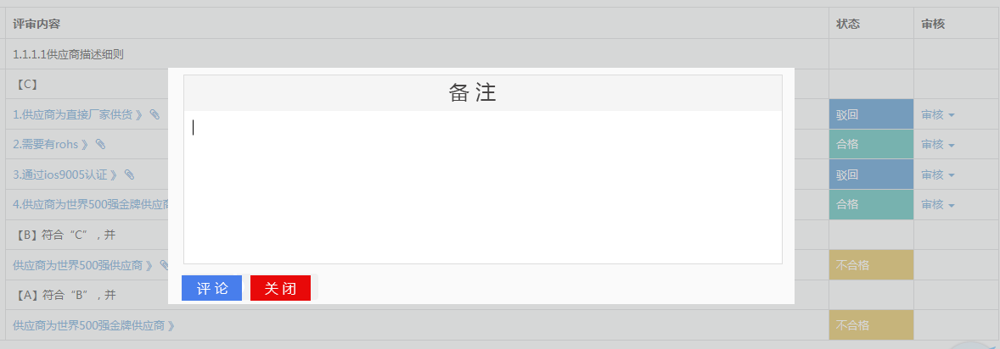 评审内容 状态 审核
1.1.1.1供应商描述细则
【C】
备 注
1.供应商为直接厂家供货 》 驳回 审核
2.需要有rohs 》 合格 审核
3.通过ios9005认证 》 驳回 审核
4.供应商为世界500强金牌供应商 合格 审核
【B】符合“C”，并
供应商为世界500强供应商 》 不合格
评 论 关 闭
【A】符合“B”，并
供应商为世界500强金牌供应商 》 不合格